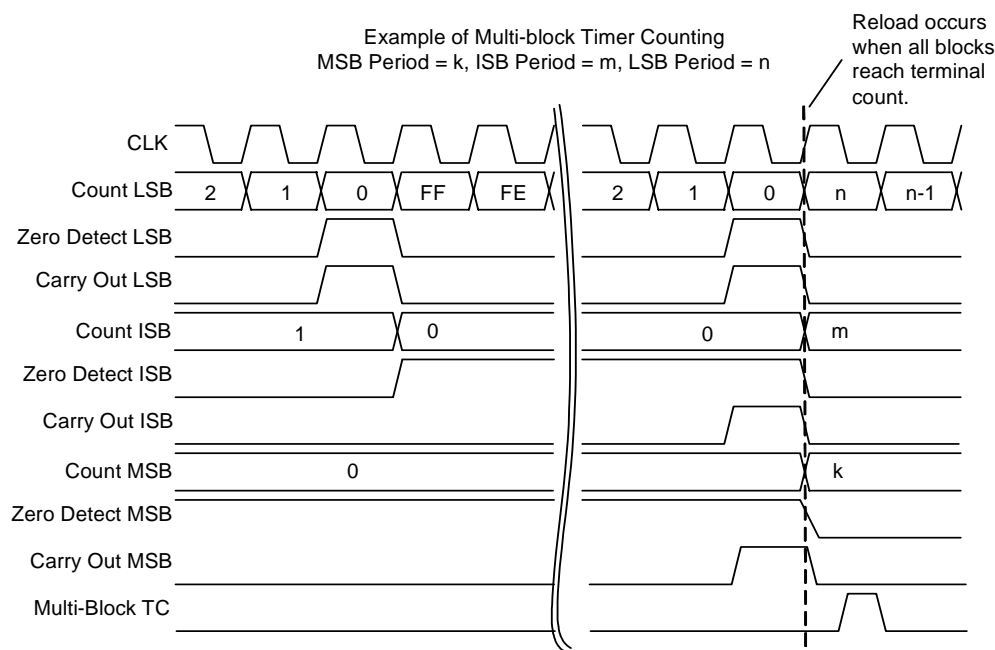 Example of Multi-block Timer Counting
MSB Period = k, ISB Period = m, LSB Period = n
Reload occurs
when all blocks
reach terminal
count.
CLK
Count LSB 2 1 0 FF FE 2 1 0 n n-1
Zero Detect LSB
Carry Out LSB
Count ISB 1 0 0 m
Zero Detect ISB
Carry Out ISB
Count MSB 0 k
Zero Detect MSB
Carry Out MSB
Multi-Block TC